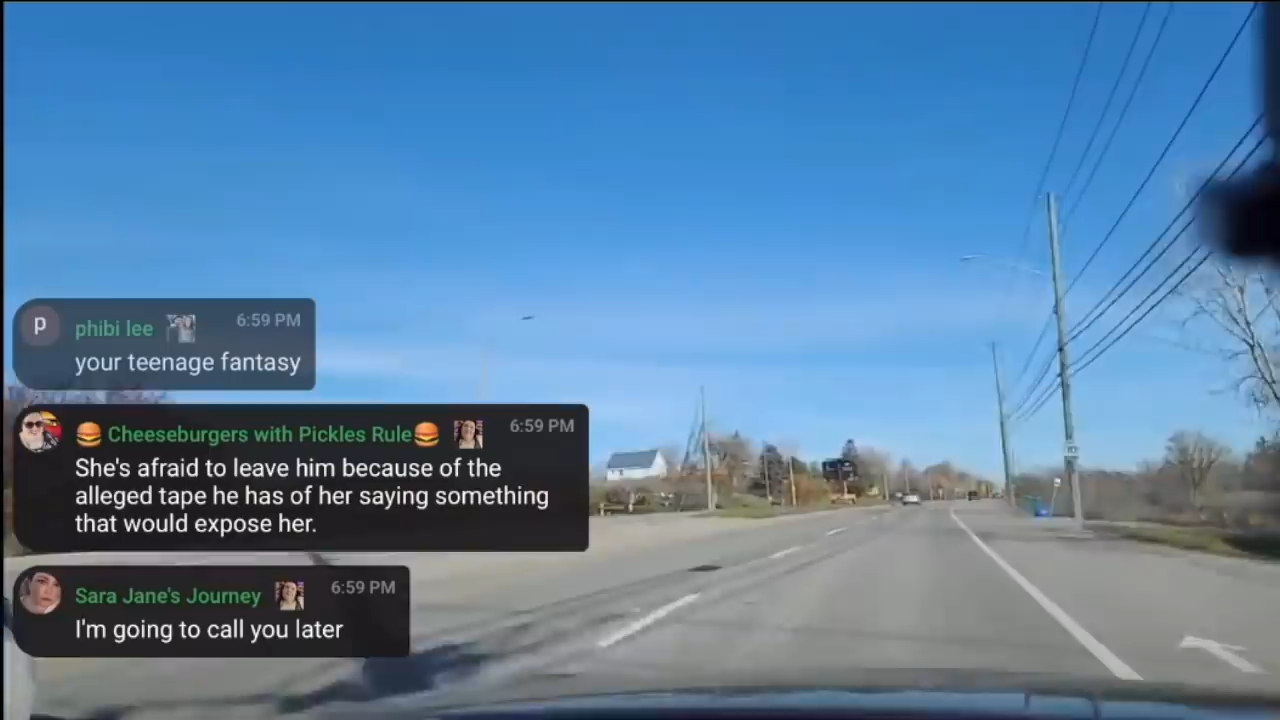 P
phibi lee 6:59 PM
your teenage fantasy
🍔 Cheeseburgers with Pickles Rule🍔 6:59 PM
She's afraid to leave him because of the
alleged tape he has of her saying something
that would expose her.
Sara Jane's Journey 6:59 PM
I'm going to call you later